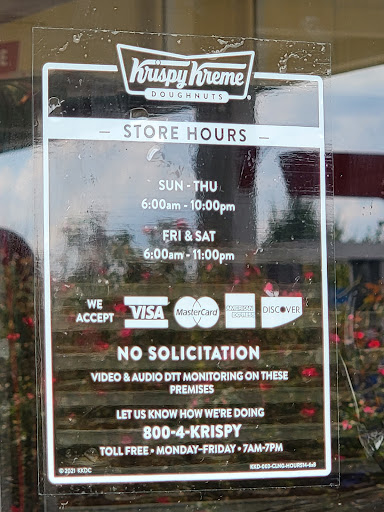 Krispy Kreme
DOUGHNUTS
- STORE HOURS -
SUN - THU
6:00am - 10:00pm
FRI & SAT
6:00am - 11:00pm
WE ACCEPT VISA MasterCard AMERICAN EXPRESS DISCOVER
NO SOLICITATION
VIDEO & AUDIO DTT MONITORING ON THESE
PREMISES
LET US KNOW HOW WE'RE DOING
800-4-KRISPY
TOLL FREE • MONDAY-FRIDAY • 7AM-7PM
©2021 KKDC